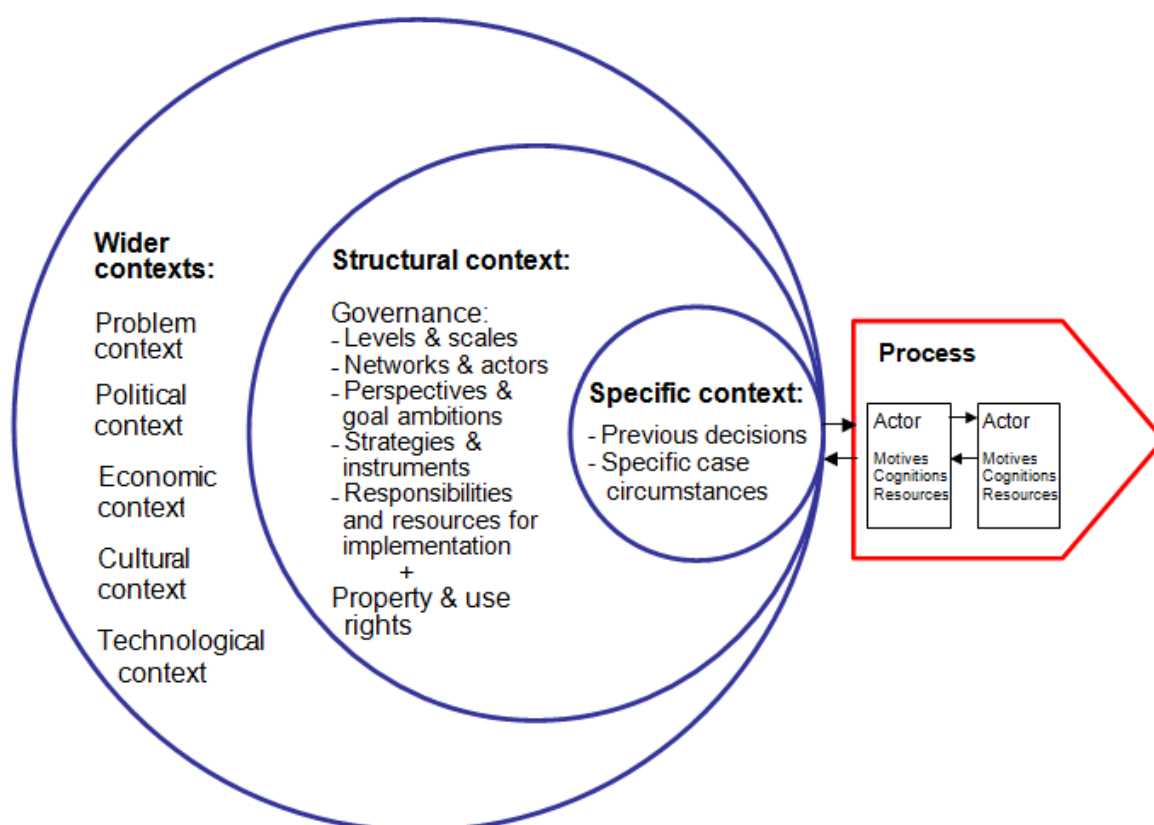 Wider
contexts:
Problem
context
Political
context
Economic
context
Cultural
context
Technological
context
Structural context:
Governance:
- Levels & scales
- Networks & actors
- Perspectives &
goal ambitions
- Strategies &
instruments
- Responsibilities
and resources for
implementation
+
Property & use
rights
Specific context:
- Previous decisions
- Specific case
circumstances
Process
Actor
Motives
Cognitions
Resources
Actor
Motives
Cognitions
Resources